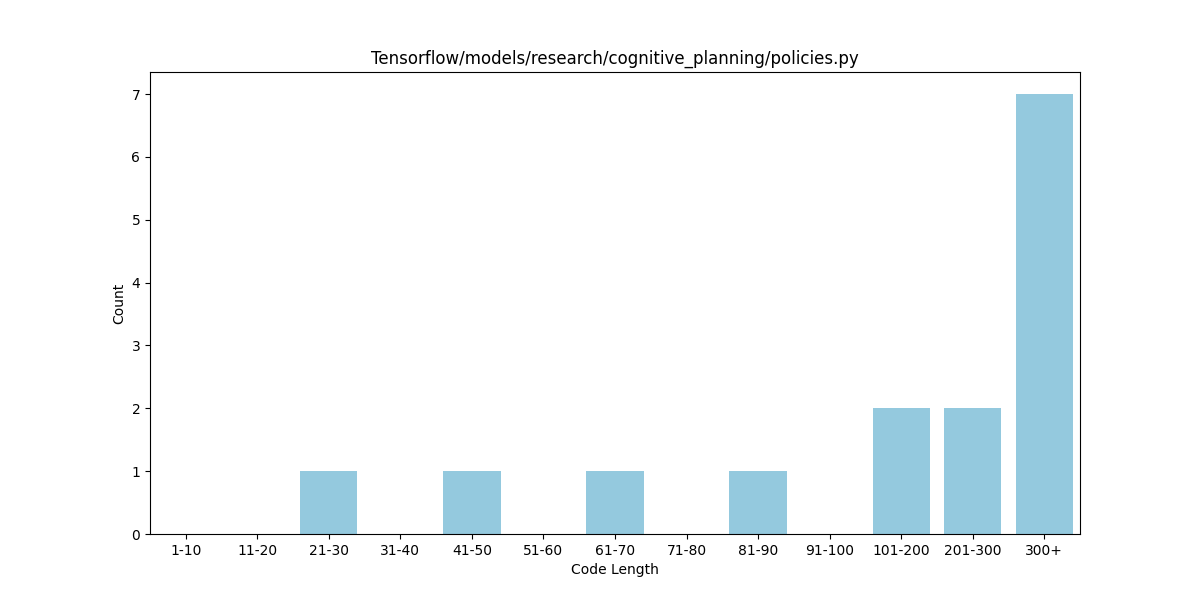 Tensorflow/models/research/cognitive_planning/policies.py
7
6
5
4
3
2
1
0
Count
1-10 11-20 21-30 31-40 41-50 51-60 61-70 71-80 81-90 91-100 101-200 201-300 300+
Code Length